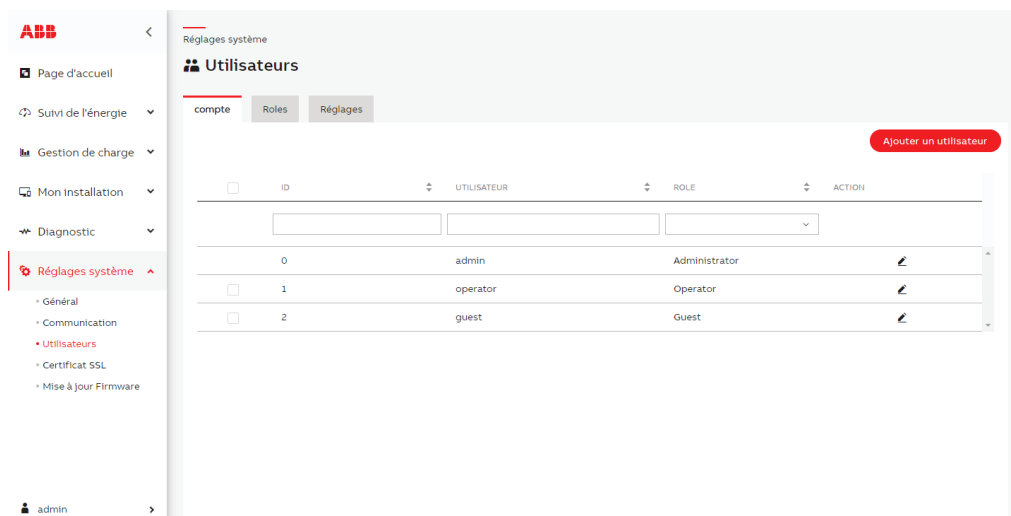 ABB
Page d'accueil
Suivi de l'énergie
Gestion de charge
Mon installation
Diagnostic
Réglages système
Général
Communication
Utilisateurs
Certificat SSL
Mise à jour Firmware
admin
Réglages système
Utilisateurs
compte Roles Réglages
Ajouter un utilisateur
ID UTILISATEUR ROLE ACTION
0 admin Administrator
1 operator Operator
2 guest Guest